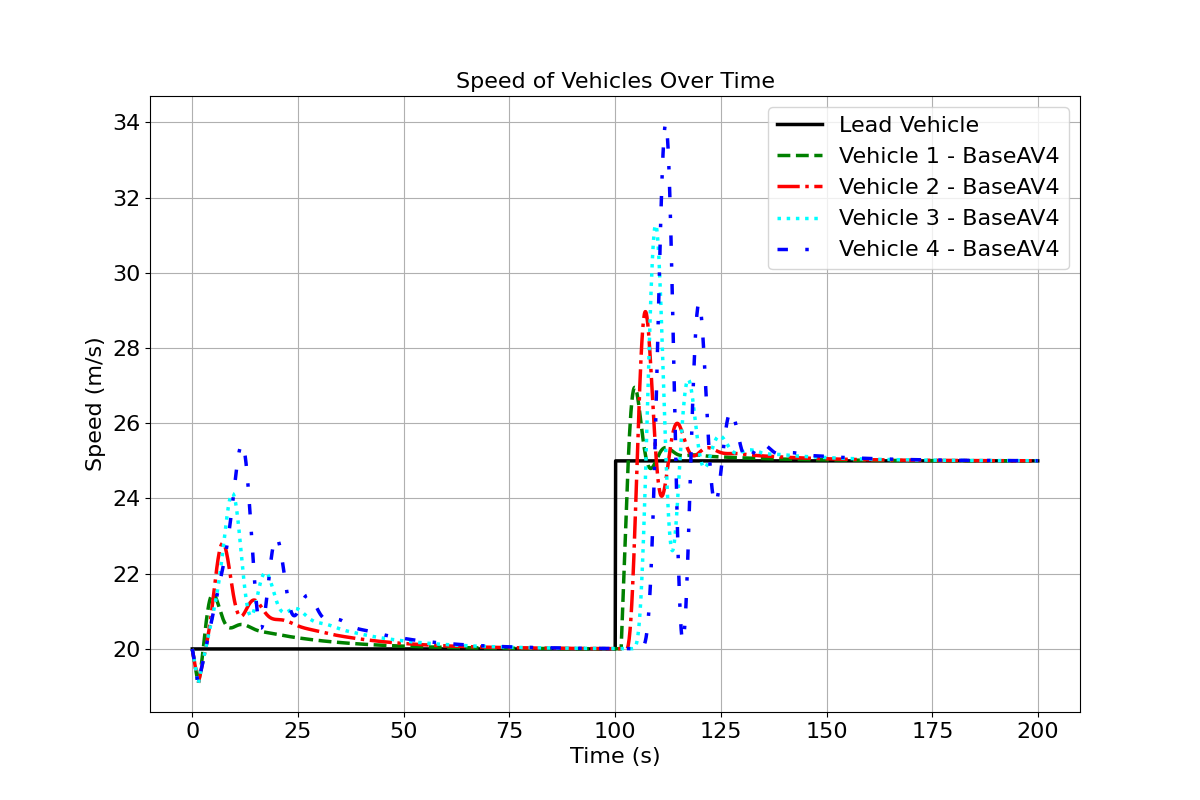 Speed of Vehicles Over Time
34
32
30
28
26
24
22
20
Speed (m/s)
Lead Vehicle
Vehicle 1 - BaseAV4
Vehicle 2 - BaseAV4
Vehicle 3 - BaseAV4
Vehicle 4 - BaseAV4
0 25 50 75 100 125 150 175 200
Time (s)